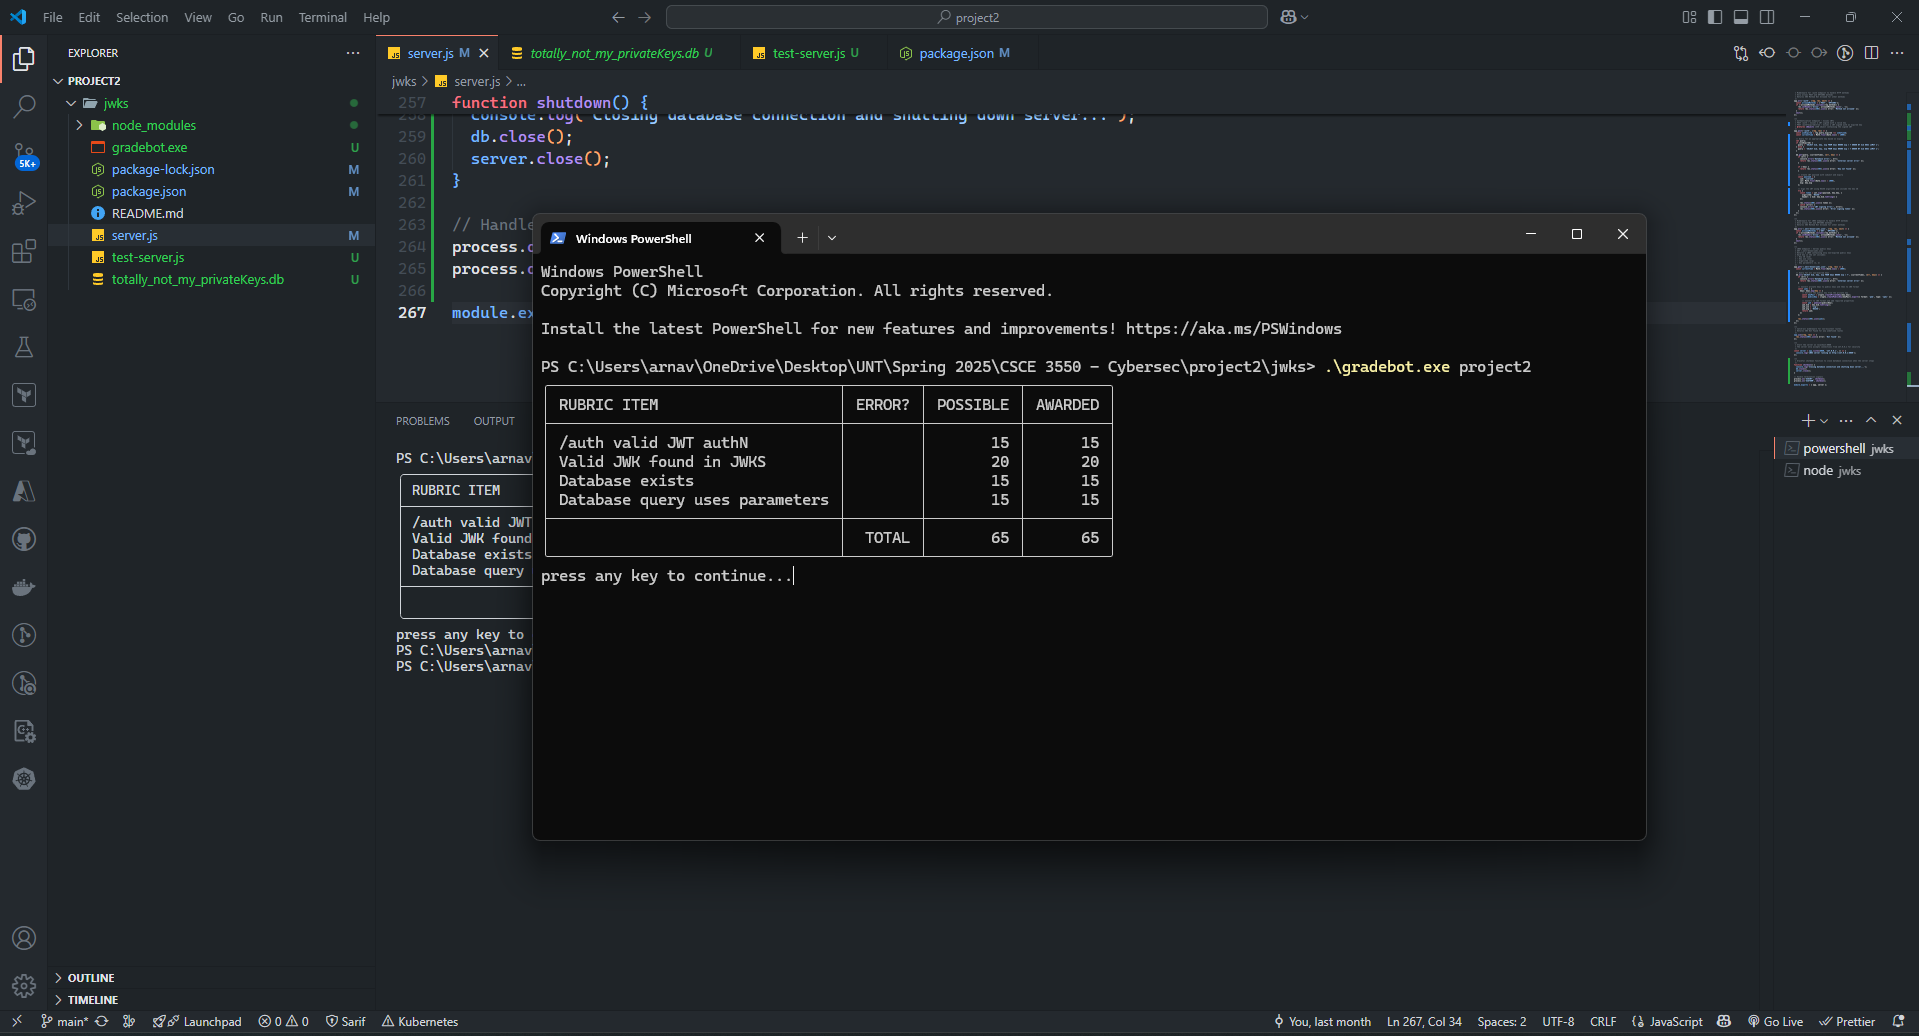 File Edit Selection View Go Run Terminal Help
project2
EXPLORER
PROJECT2
jwks
node_modules
gradebot.exe U
package-lock.json M
package.json M
README.md
server.js M
test-server.js U
totally_not_my_privateKeys.db U
5K+
OUTLINE
TIMELINE
server.js M
totally_not_my_privateKeys.db U
test-server.js U
package.json M
jwks > server.js > ...
257 function shutdown() {
258 console.log("Closing database connection and shutting down server...");
259 db.close();
260 server.close();
261 }
262
263 // Handle
264 process.
265 process.
266
267 module.ex
PROBLEMS OUTPUT
PS C:\Users\arnav
RUBRIC ITEM
/auth valid JWT
Valid JWK found
Database exists
Database query
press any key to
PS C:\Users\arnav
PS C:\Users\arnav
powershell jwks
node jwks
Windows PowerShell
Windows PowerShell
Copyright (C) Microsoft Corporation. All rights reserved.
Install the latest PowerShell for new features and improvements! https://aka.ms/PSWindows
PS C:\Users\arnav\OneDrive\Desktop\UNT\Spring 2025\CSCE 3550 - Cybersec\project2\jwks> .\gradebot.exe project2
RUBRIC ITEM ERROR? POSSIBLE AWARDED
/auth valid JWT authN 15 15
Valid JWK found in JWKS 20 20
Database exists 15 15
Database query uses parameters 15 15
TOTAL 65 65
press any key to continue...
main* Launchpad 0 0 Sarif Kubernetes
You, last month Ln 267, Col 34 Spaces: 2 UTF-8 CRLF {} JavaScript Go Live Prettier